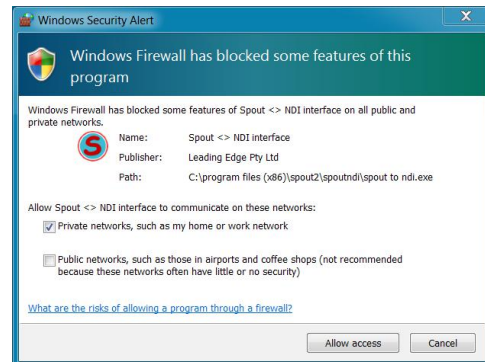 Windows Security Alert
X
Windows Firewall has blocked some features of this
program
Windows Firewall has blocked some features of Spout <> NDI interface on all public and
private networks.
S
Name: Spout <> NDI interface
Publisher: Leading Edge Pty Ltd
Path: C:\program files (x86)\spout2\spoutndi\spout to ndi.exe
Allow Spout <> NDI interface to communicate on these networks:
Private networks, such as my home or work network
Public networks, such as those in airports and coffee shops (not recommended
because these networks often have little or no security)
What are the risks of allowing a program through a firewall?
Allow access Cancel